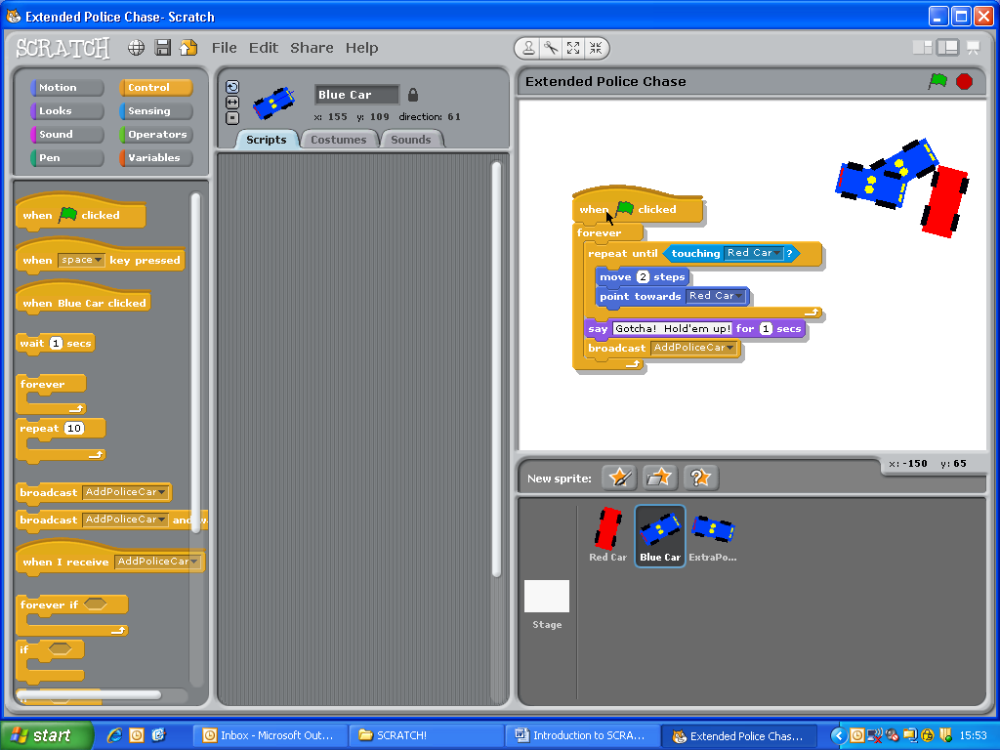 Extended Police Chase- Scratch
SCRATCH File Edit Share Help
Motion Control
Looks Sensing
Sound Operators
Pen Variables
when clicked
when space key pressed
when Blue Car clicked
wait 1 secs
forever
repeat 10
broadcast AddPoliceCar
broadcast AddPoliceCar and w
when I receive AddPoliceCar
forever if
if
Blue Car
x: 155 y: 109 direction: 61
Scripts Costumes Sounds
Extended Police Chase
when clicked
forever
repeat until touching Red Car ?
move 2 steps
point towards Red Car
say Gotcha! Hold'em up! for 1 secs
broadcast AddPoliceCar
x: -150 y: 65
New sprite:
Red Car Blue Car ExtraPo...
Stage
start Inbox - Microsoft Out... SCRATCH! Introduction to SCRA... Extended Police Chas... 15:53